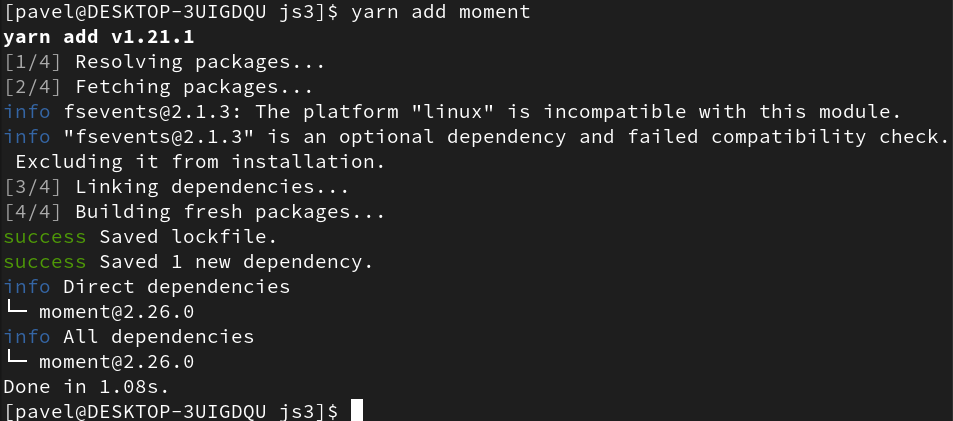 [pavel@DESKTOP-3UIGDQU js3]$ yarn add moment
yarn add v1.21.1
[1/4] Resolving packages...
[2/4] Fetching packages...
info fsevents@2.1.3: The platform "linux" is incompatible with this module.
info "fsevents@2.1.3" is an optional dependency and failed compatibility check.
 Excluding it from installation.
[3/4] Linking dependencies...
[4/4] Building fresh packages...
success Saved lockfile.
success Saved 1 new dependency.
info Direct dependencies
└─ moment@2.26.0
info All dependencies
└─ moment@2.26.0
Done in 1.08s.
[pavel@DESKTOP-3UIGDQU js3]$